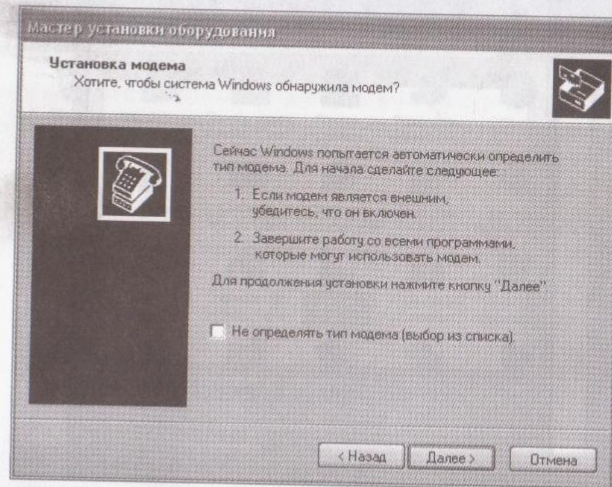 Мастер установки оборудования
Установка модема
Хотите, чтобы система Windows обнаружила модем?
Сейчас Windows попытается автоматически определить
тип модема. Для начала сделайте следующее:
1. Если модем является внешним,
убедитесь, что он включен.
2. Завершите работу со всеми программами,
которые могут использовать модем.
Для продолжения установки нажмите кнопку "Далее".
Не определять тип модема (выбор из списка).
< Назад
Далее >
Отмена